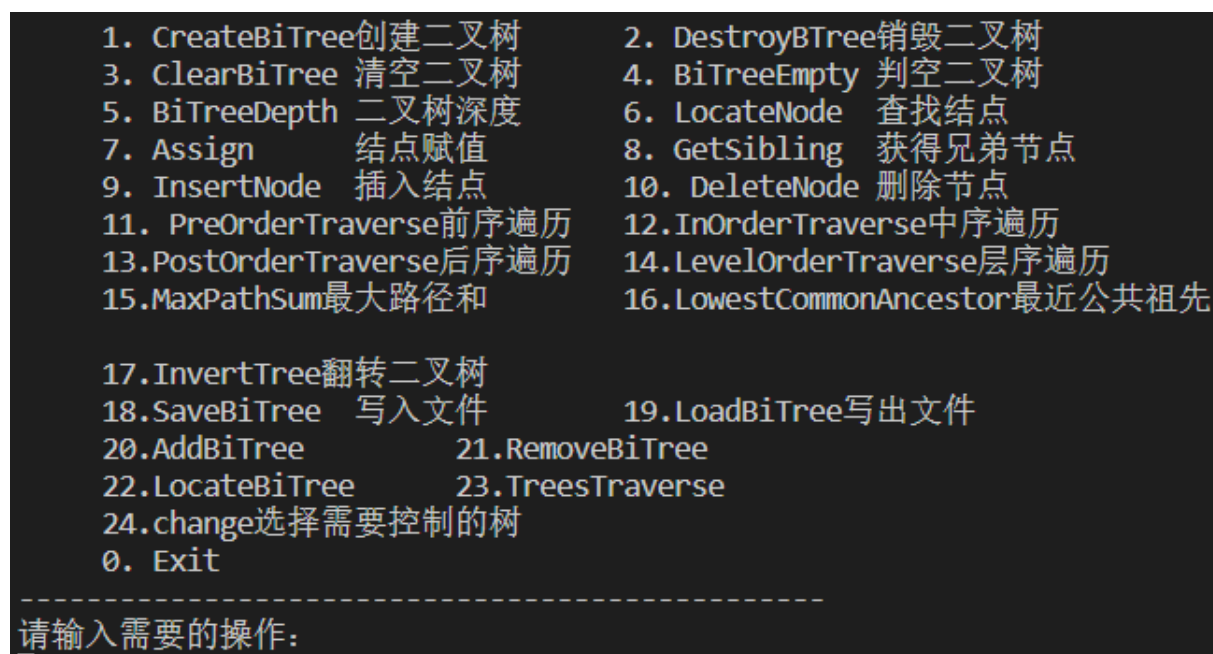 1. CreateBiTree创建二叉树 2. DestroyBTree销毁二叉树
3. ClearBiTree 清空二叉树 4. BiTreeEmpty 判空二叉树
5. BiTreeDepth 二叉树深度 6. LocateNode 查找结点
7. Assign 结点赋值 8. GetSibling 获得兄弟节点
9. InsertNode 插入结点 10. DeleteNode 删除节点
11. PreOrderTraverse前序遍历 12.InOrderTraverse中序遍历
13.PostOrderTraverse后序遍历 14.LevelOrderTraverse层序遍历
15.MaxPathSum最大路径和 16.LowestCommonAncestor最近公共祖先
17.InvertTree翻转二叉树
18.SaveBiTree 写入文件 19.LoadBiTree写出文件
20.AddBiTree 21.RemoveBiTree
22.LocateBiTree 23.TreesTraverse
24.change选择需要控制的树
0. Exit
-------------------------------------------------
请输入需要的操作: